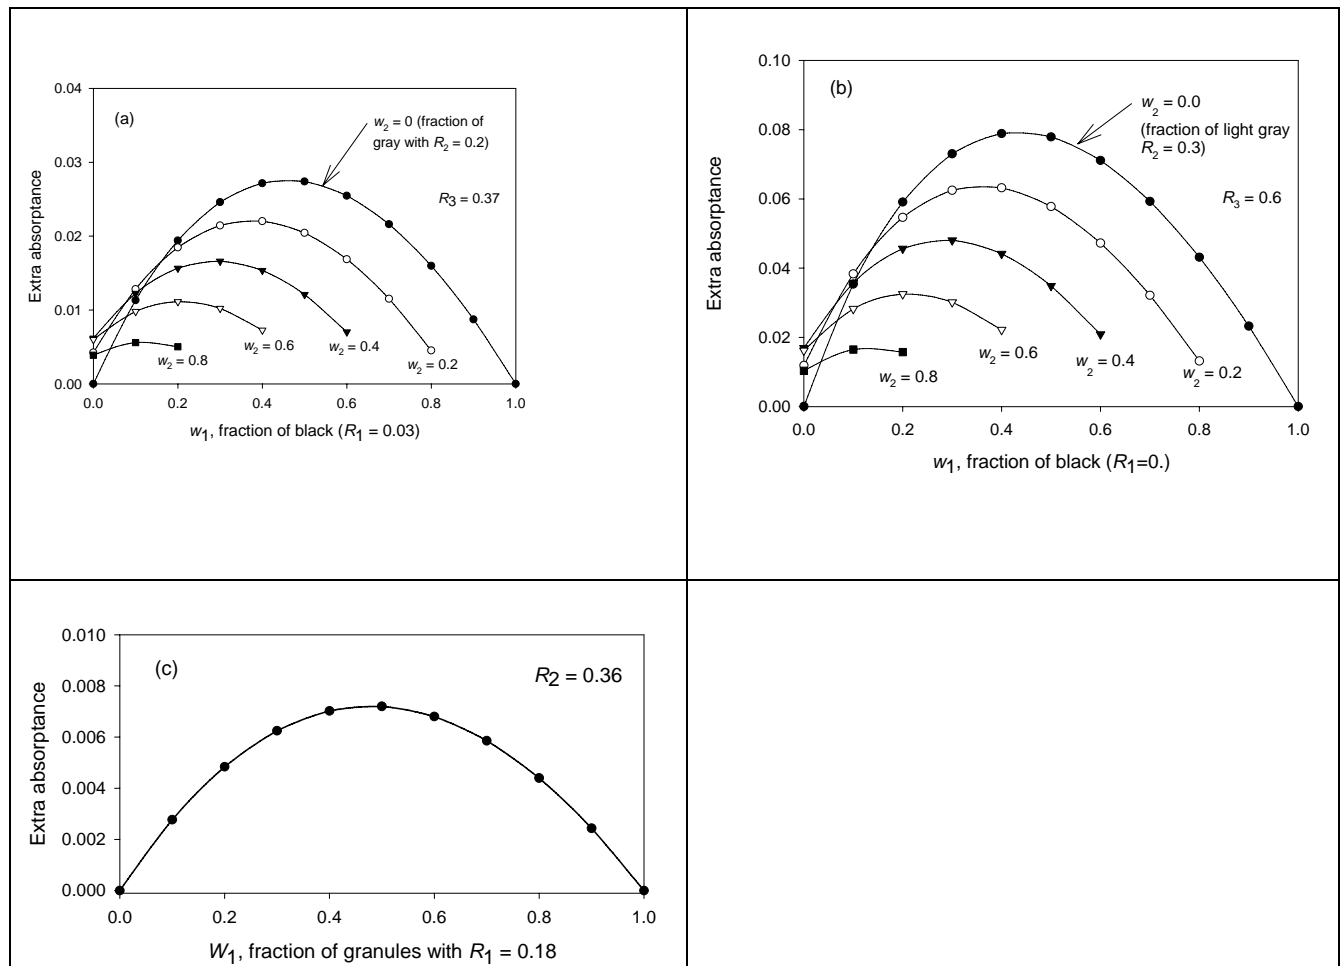 (a)
0.04
0.03
0.02
0.01
0.00
Extra absorptance
w2 = 0 (fraction of
gray with R2 = 0.2)
R3 = 0.37
w2 = 0.8
w2 = 0.6
w2 = 0.4
w2 = 0.2
0.0 0.2 0.4 0.6 0.8 1.0
w1, fraction of black (R1 = 0.03)
(b)
0.10
0.08
0.06
0.04
0.02
0.00
Extra absorptance
w2 = 0.0
(fraction of light gray
R2 = 0.3)
R3 = 0.6
w2 = 0.8
w2 = 0.6
w2 = 0.4
w2 = 0.2
0.0 0.2 0.4 0.6 0.8 1.0
w1, fraction of black (R1=0.)
(c)
0.010
0.008
0.006
0.004
0.002
0.000
Extra absorptance
R2 = 0.36
0.0 0.2 0.4 0.6 0.8 1.0
W1, fraction of granules with R1 = 0.18